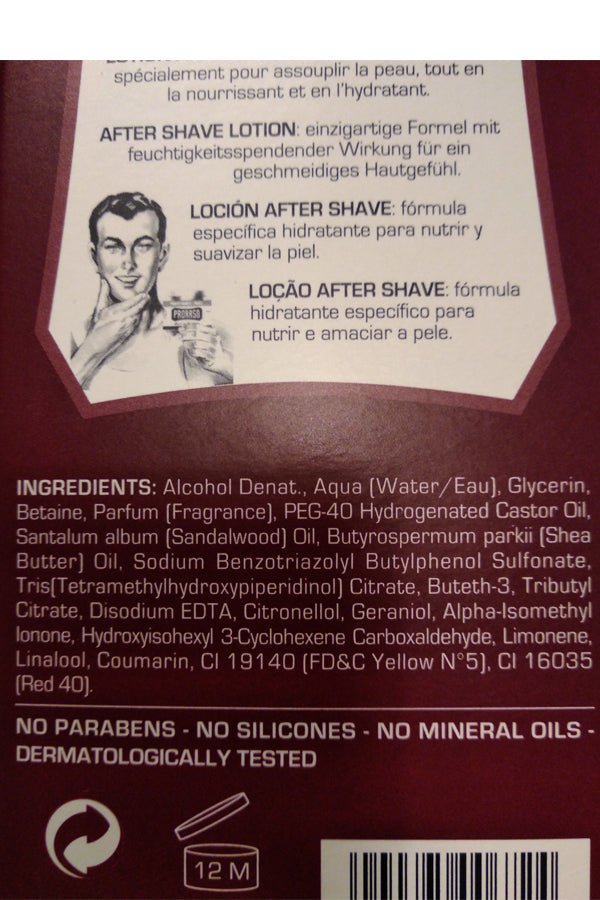 spécialement pour assouplir la peau, tout en
la nourrissant et en l'hydratant.
AFTER SHAVE LOTION: einzigartige Formel mit
feuchtigkeitsspendender Wirkung für ein
geschmeidiges Hautgefühl.
LOCIÓN AFTER SHAVE: fórmula
específica hidratante para nutrir y
suavizar la piel.
PRORASO
LOÇÃO AFTER SHAVE: fórmula
hidratante específico para
nutrir e amaciar a pele.
INGREDIENTS: Alcohol Denat., Aqua (Water/Eau), Glycerin,
Betaine, Parfum (Fragrance), PEG-40 Hydrogenated Castor Oil,
Santalum album (Sandalwood) Oil, Butyrospermum parkii (Shea
Butter) Oil, Sodium Benzotriazolyl Butylphenol Sulfonate,
Tris(Tetramethylhydroxypiperidinol) Citrate, Buteth-3, Tributyl
Citrate, Disodium EDTA, Citronellol, Geraniol, Alpha-Isomethyl
Ionone, Hydroxyisohexyl 3-Cyclohexene Carboxaldehyde, Limonene,
Linalool, Coumarin, CI 19140 (FD&C Yellow N°5), CI 16035
(Red 40).
NO PARABENS - NO SILICONES - NO MINERAL OILS -
DERMATOLOGICALLY TESTED
12 M